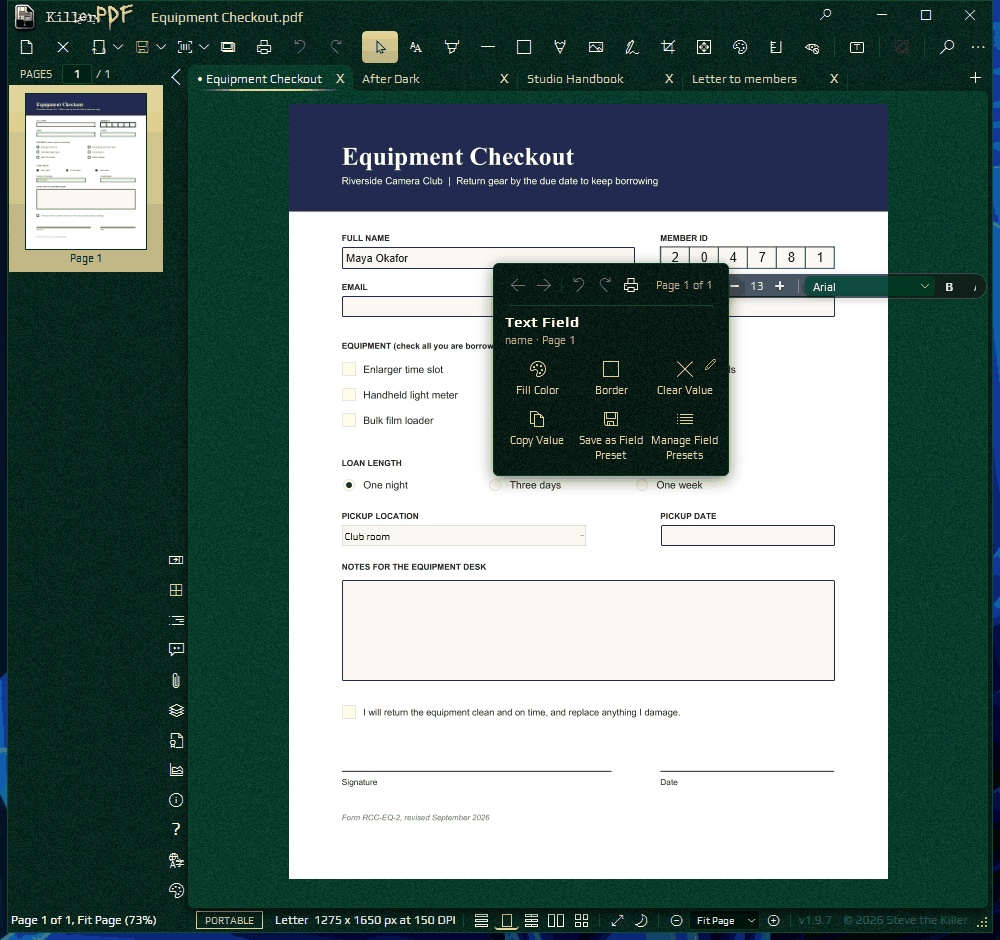 KillerPDF
Equipment Checkout.pdf
PAGES 1 / 1
• Equipment Checkout X
After Dark X
Studio Handbook X
Letter to members X
Page 1
Equipment Checkout
Riverside Camera Club | Return gear by the due date to keep borrowing
FULL NAME
MEMBER ID
Maya Okafor
2 0 4 7 8 1
EMAIL
Page 1 of 1
13
Arial
B
Text Field
name · Page 1
EQUIPMENT (check all you are borrow
Enlarger time slot
Handheld light meter
Bulk film loader
Fill Color
Border
Clear Value
Copy Value
Save as Field Preset
Manage Field Presets
LOAN LENGTH
One night
Three days
One week
PICKUP LOCATION
PICKUP DATE
Club room
NOTES FOR THE EQUIPMENT DESK
I will return the equipment clean and on time, and replace anything I damage.
Signature
Date
Form RCC-EQ-2, revised September 2026
Page 1 of 1, Fit Page (73%)
PORTABLE
Letter 1275 x 1650 px at 150 DPI
Fit Page
v1.9.7
© 2026 Steve the Killer